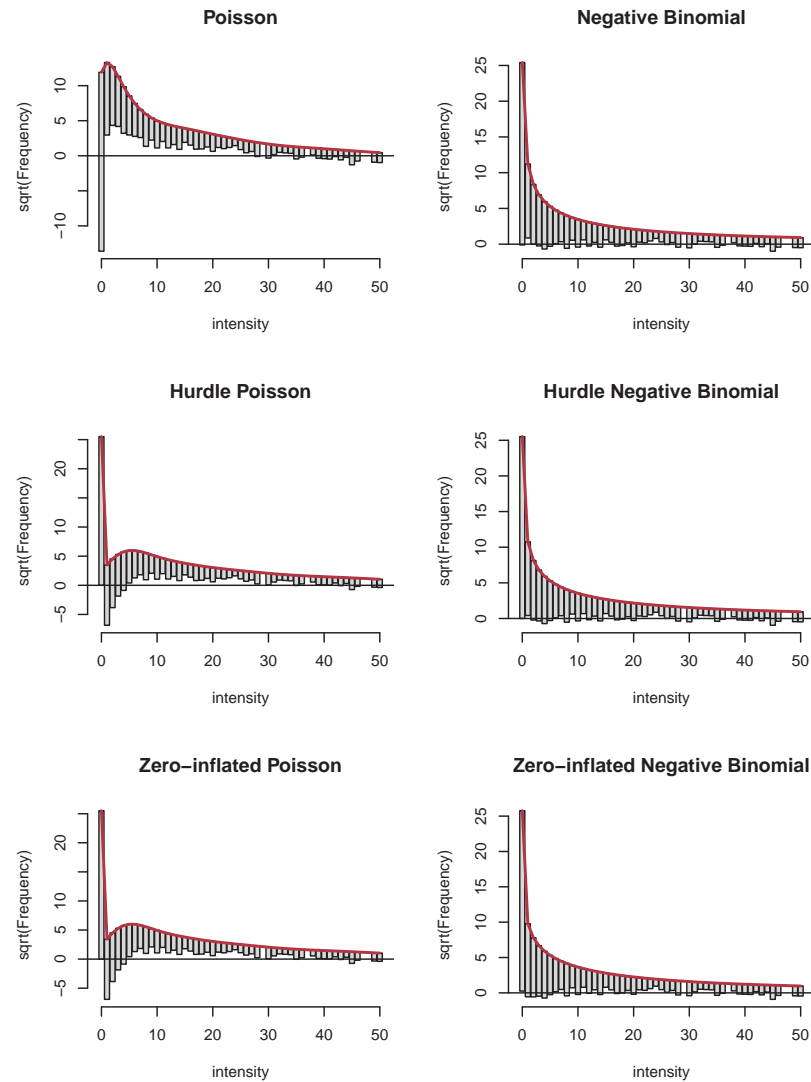 Poisson
sqrt(Frequency)
10
5
0
−10
0 10 20 30 40 50
intensity
Negative Binomial
sqrt(Frequency)
25
20
15
10
5
0
0 10 20 30 40 50
intensity
Hurdle Poisson
sqrt(Frequency)
20
10
5
0
−5
0 10 20 30 40 50
intensity
Hurdle Negative Binomial
sqrt(Frequency)
25
20
15
10
5
0
0 10 20 30 40 50
intensity
Zero−inflated Poisson
sqrt(Frequency)
20
10
5
0
−5
0 10 20 30 40 50
intensity
Zero−inflated Negative Binomial
sqrt(Frequency)
25
20
15
10
5
0
0 10 20 30 40 50
intensity